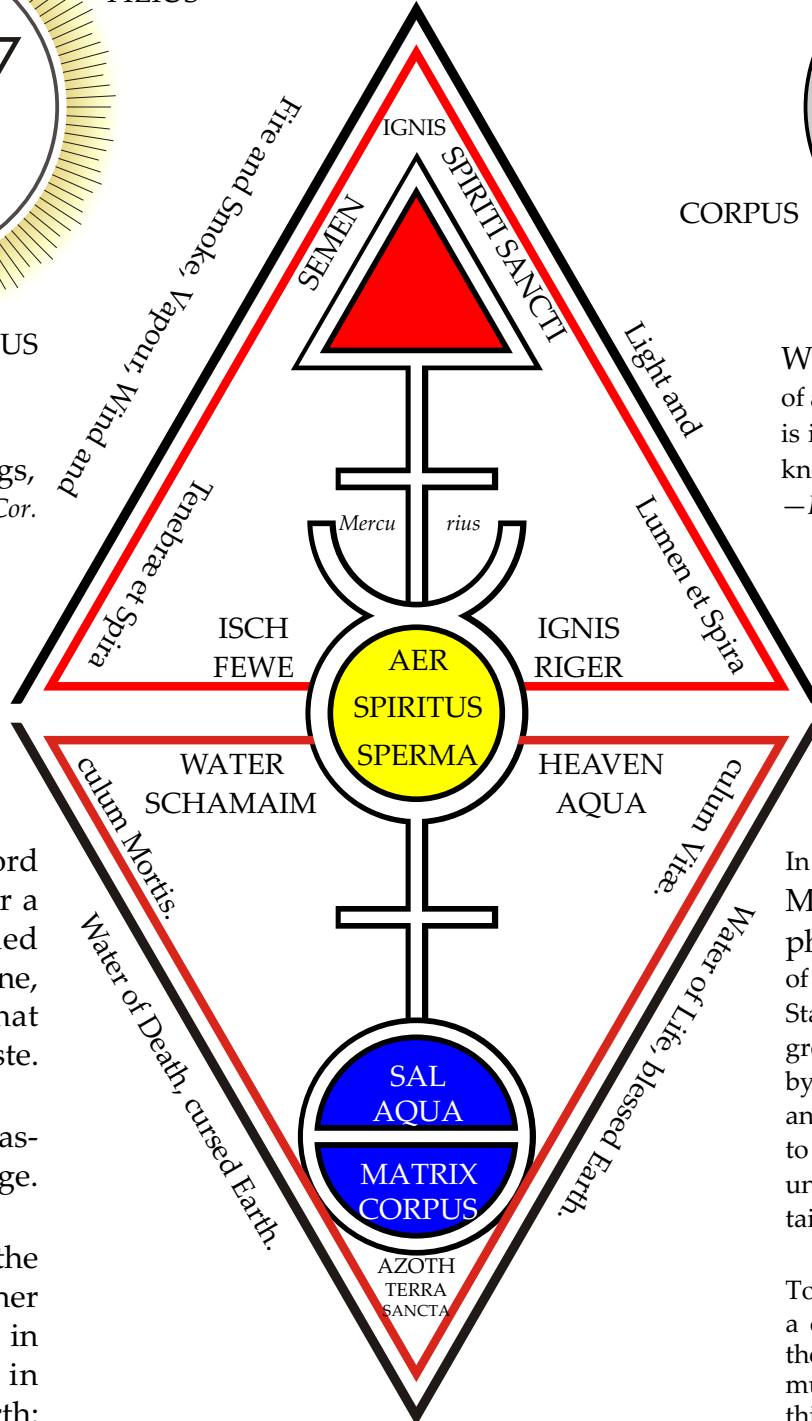 FILIUS
IGNIS
SEMEN
SPIRITI SANCTI
Fire and Smoke, Vapour, Wind and
Light and
CORPUS
US
gs,
Cor.
W
of a
is i
kn
Tenebræ et Spira
Lumen et Spira
Mercu rius
ISCH
FEWE
IGNIS
RIGER
AER
SPIRITUS
SPERMA
WATER
SCHAMAIM
HEAVEN
AQUA
culum Mortis.
culum Vitæ.
Water of Death, cursed Earth.
Water of Life, blessed Earth.
SAL
AQUA
MATRIX
CORPUS
AZOTH
TERRA
SANCTA
ord
r a
ed
ne,
hat
ste.
as-
ge.
the
her
in
in
rth:
In
M
ph
of
Sta
gre
by
an
to
un
tai
To
a
the
mu
thi